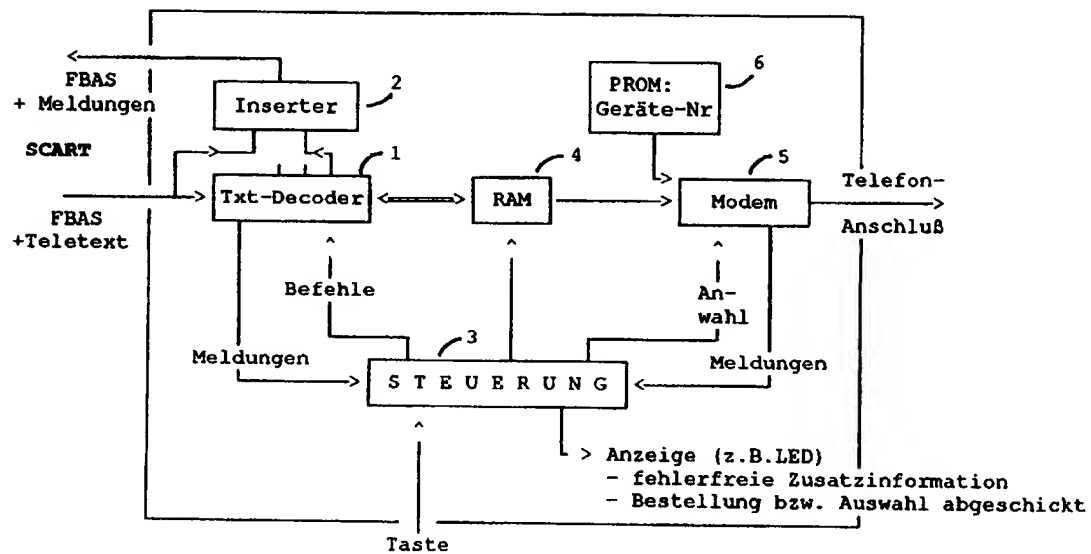 FBAS
+ Meldungen
SCART
FBAS
+Teletext
Inserter
2
Txt-Decoder
1
RAM
4
PROM:
Geräte-Nr
6
Modem
5
Telefon-
Anschluß
Befehle
An-
wahl
Meldungen
Meldungen
3
S T E U E R U N G
Anzeige (z.B.LED)
- fehlerfreie Zusatzinformation
- Bestellung bzw. Auswahl abgeschickt
Taste